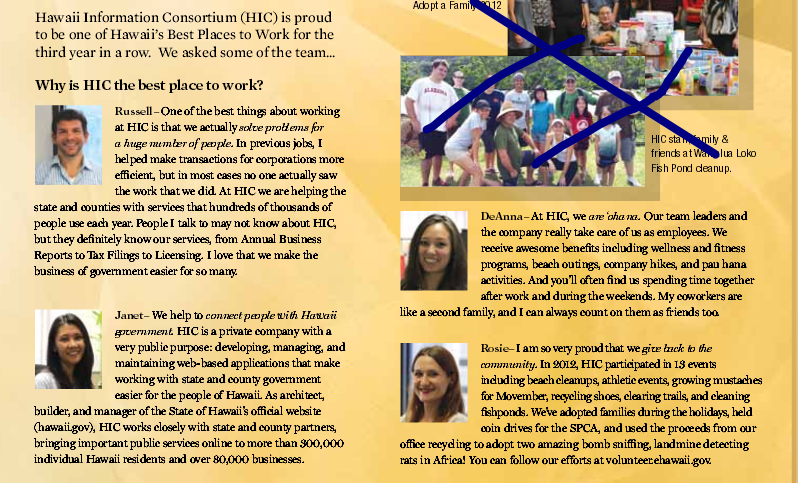 Hawaii Information Consortium (HIC) is proud
to be one of Hawaii's Best Places to Work for the
third year in a row. We asked some of the team...
Why is HIC the best place to work?
Russell–One of the best things about working
at HIC is that we actually solve problems for
a huge number of people. In previous jobs, I
helped make transactions for corporations more
efficient, but in most cases no one actually saw
the work that we did. At HIC we are helping the
state and counties with services that hundreds of thousands of
people use each year. People I talk to may not know about HIC,
but they definitely know our services, from Annual Business
Reports to Tax Filings to Licensing. I love that we make the
business of government easier for so many.
Janet–We help to connect people with Hawaii
government. HIC is a private company with a
very public purpose: developing, managing, and
maintaining web-based applications that make
working with state and county government
easier for the people of Hawaii. As architect,
builder, and manager of the State of Hawaii's official website
(hawaii.gov), HIC works closely with state and county partners,
bringing important public services online to more than 300,000
individual Hawaii residents and over 80,000 businesses.
Adopt a Family 2012
ALABAMA
HIC staff, family &
friends at Loko
Fish Pond cleanup.
DeAnna–At HIC, we are 'ohana. Our team leaders and
the company really take care of us as employees. We
receive awesome benefits including wellness and fitness
programs, beach outings, company hikes, and pau hana
activities. And you'll often find us spending time together
after work and during the weekends. My coworkers are
like a second family, and I can always count on them as friends too.
Rosie–I am so very proud that we give back to the
community. In 2012, HIC participated in 13 events
including beach cleanups, athletic events, growing mustaches
for Movember, recycling shoes, clearing trails, and cleaning
fishponds. We've adopted families during the holidays, held
coin drives for the SPCA, and used the proceeds from our
office recycling to adopt two amazing bomb sniffing, landmine detecting
rats in Africa! You can follow our efforts at volunteer.ehawaii.gov.